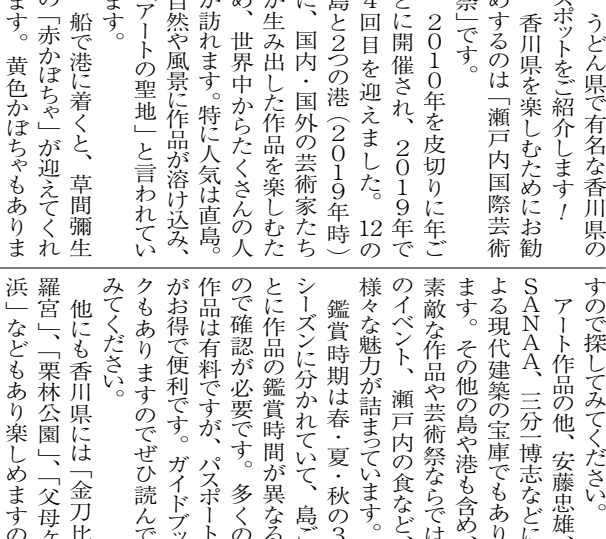 うどん県で有名な香川県の
スポットをご紹介します！
香川県を楽しむためにお勧
めするのは「瀬戸内国際芸術
祭」です。
2010年を皮切りに年ご
とに開催され、2019年で
4回目を迎えました。12の
島と2つの港（2019年時）
に、国内・国外の芸術家たち
が生み出した作品を楽しむた
め、世界中からたくさんの人
が訪れます。特に人気は直島。
自然や風景に作品が溶け込み、
「アートの聖地」と言われてい
ます。
船で港に着くと、草間彌生
の「赤かぼちゃ」が迎えてくれ
ます。黄色かぼちゃもありま
すので探してみてください。
アート作品の他、安藤忠雄、
SANAA、三分一博志などに
よる現代建築の宝庫でもあり
ます。その他の島や港も含め、
素敵な作品や芸術祭ならでは
のイベント、瀬戸内の食など、
様々な魅力が詰まっています。
鑑賞時期は春・夏・秋の3
シーズンに分かれていて、島ご
とに作品の鑑賞時間が異なる
ので確認が必要です。多くの
作品は有料ですが、パスポート
がお得で便利です。ガイドブッ
クもありますのでぜひ読んで
みてください。
他にも香川県には「金刀比
羅宮」、「栗林公園」、「父母ヶ
浜」などもあり楽しめますの